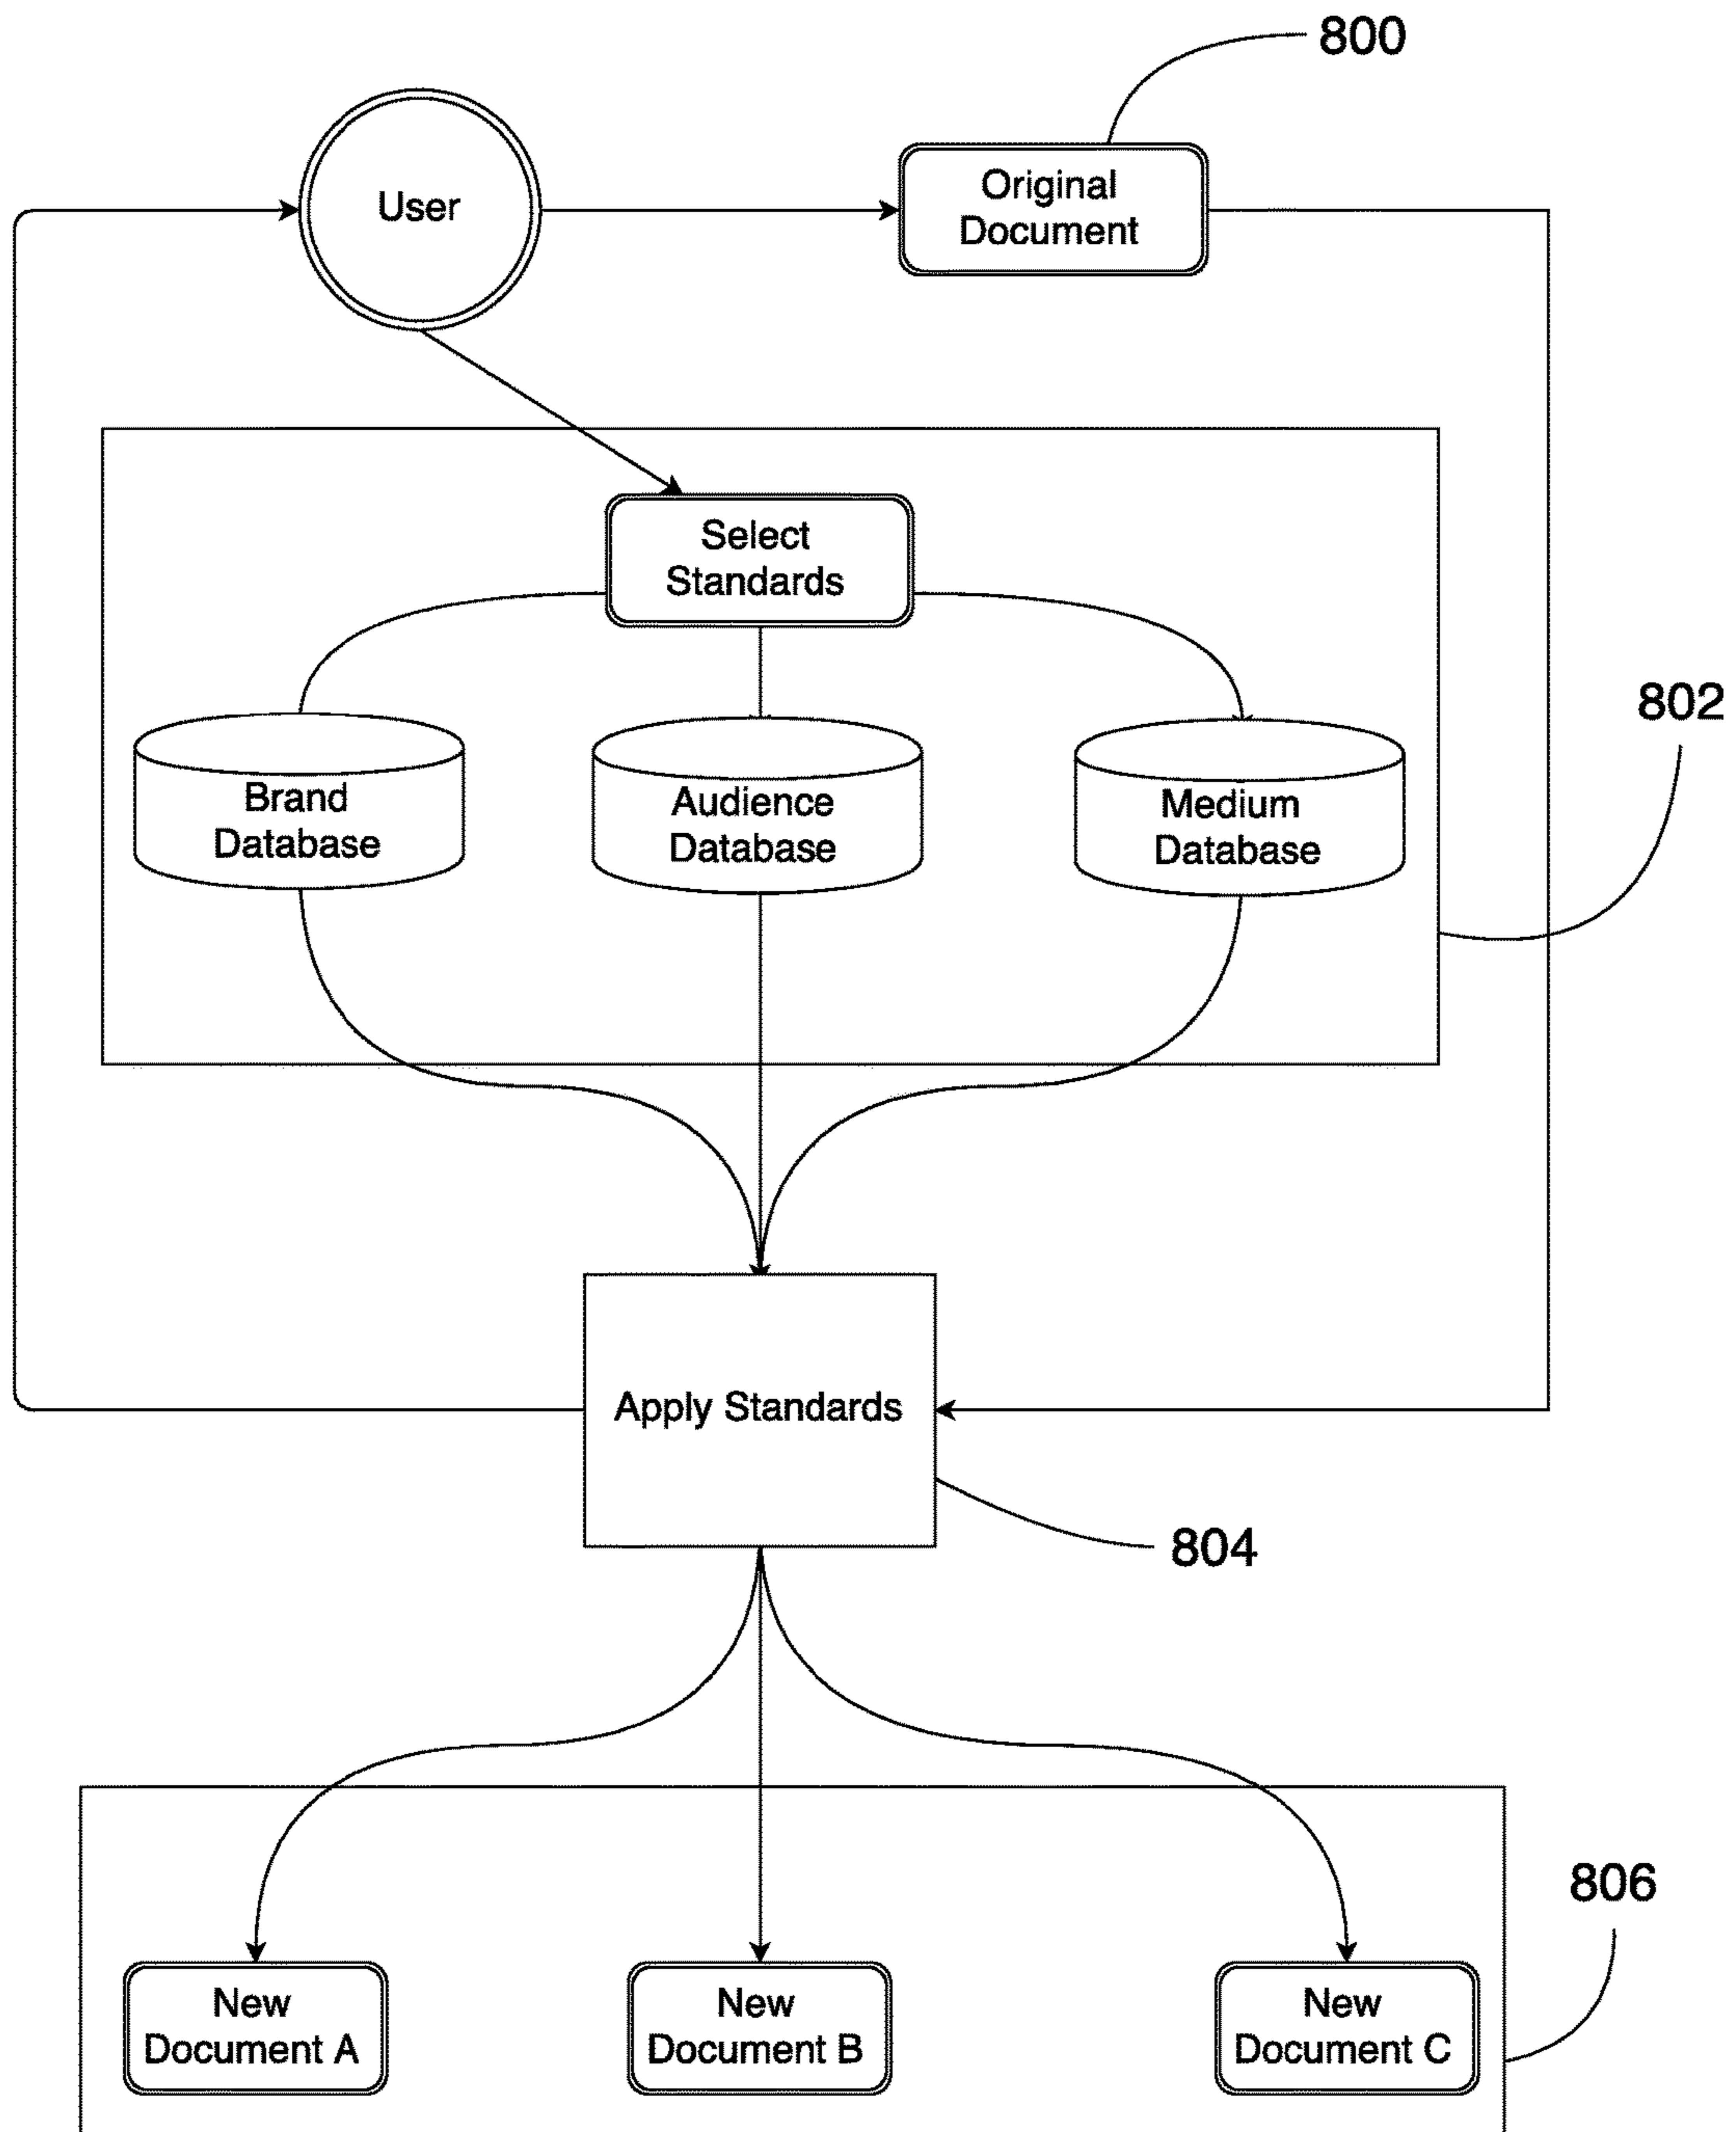 800
User
Original
Document
Select
Standards
802
Brand
Database
Audience
Database
Medium
Database
Apply Standards
804
806
New
Document A
New
Document B
New
Document C